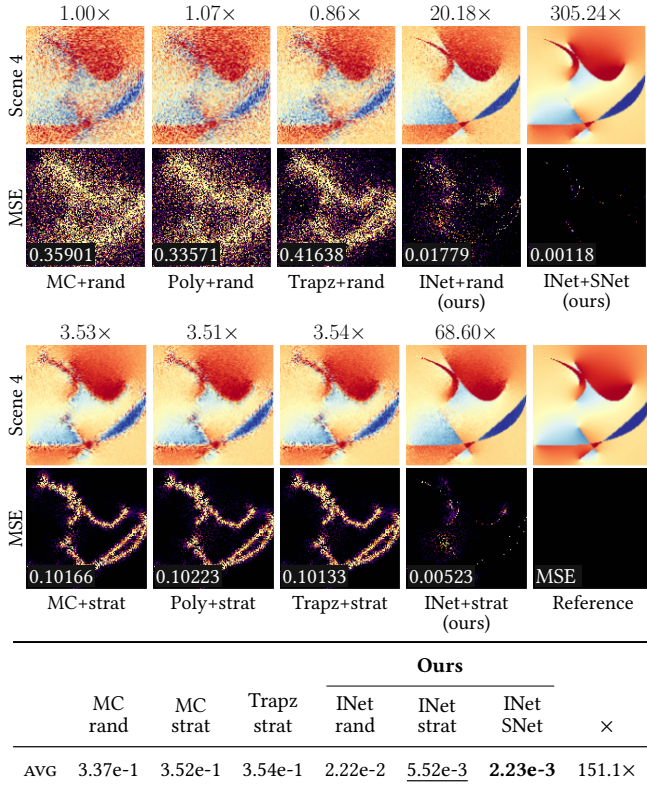 1.00× 1.07× 0.86× 20.18× 305.24×
Scene 4
MSE
0.35901 0.33571 0.41638 0.01779 0.00118
MC+rand Poly+rand Trapz+rand INet+rand INet+SNet
(ours) (ours)
3.53× 3.51× 3.54× 68.60×
Scene 4
MSE
0.10166 0.10223 0.10133 0.00523 MSE
MC+strat Poly+strat Trapz+strat INet+strat Reference
(ours)
Ours
MC MC Trapz INet INet INet
rand strat strat rand strat SNet ×
AVG 3.37e-1 3.52e-1 3.54e-1 2.22e-2 5.52e-3 2.23e-3 151.1×